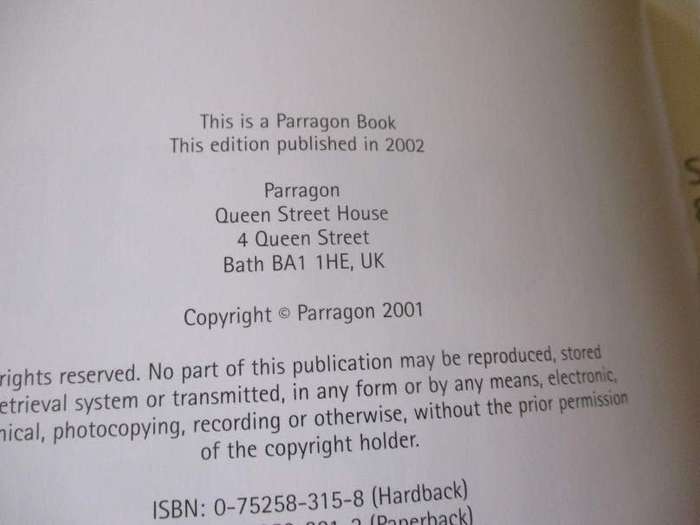 This is a Parragon Book
This edition published in 2002
Parragon
Queen Street House
4 Queen Street
Bath BA1 1HE, UK
Copyright © Parragon 2001
rights reserved. No part of this publication may be reproduced, stored
etrieval system or transmitted, in any form or by any means, electronic,
nical, photocopying, recording or otherwise, without the prior permission
of the copyright holder.
ISBN: 0-75258-315-8 (Hardback)
(Paperback)